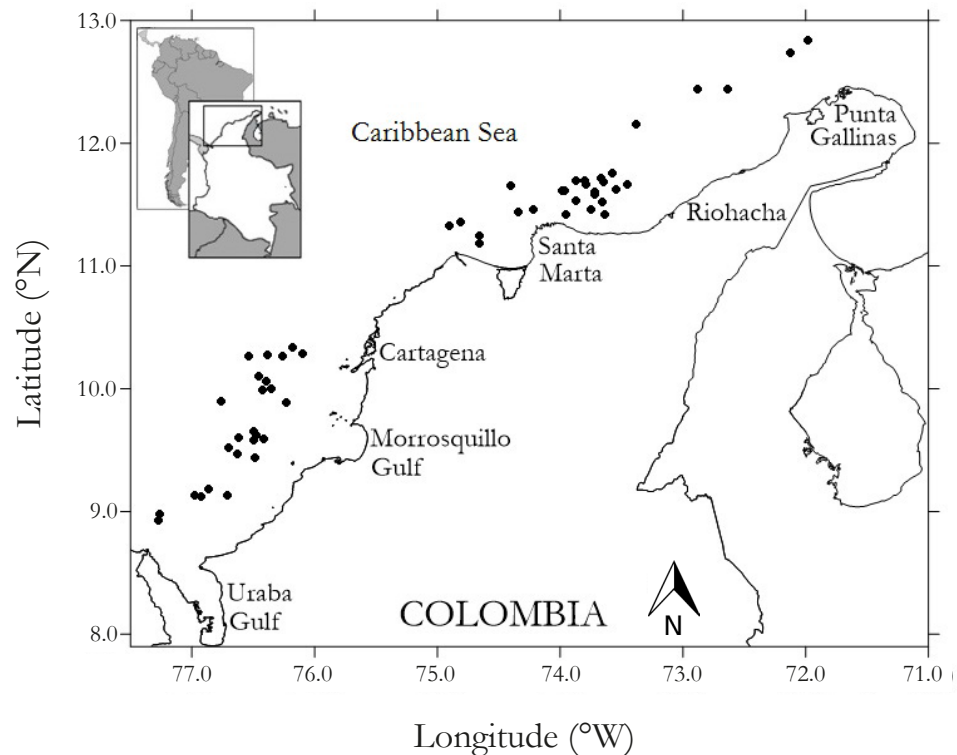 13.0
12.0
11.0
10.0
9.0
8.0
Latitude (°N)
Caribbean Sea
Punta
Gallinas
Riohacha
Santa
Marta
Cartagena
Morrosquillo
Gulf
Uraba
Gulf
COLOMBIA
N
77.0
76.0
75.0
74.0
73.0
72.0
71.0
Longitude (°W)